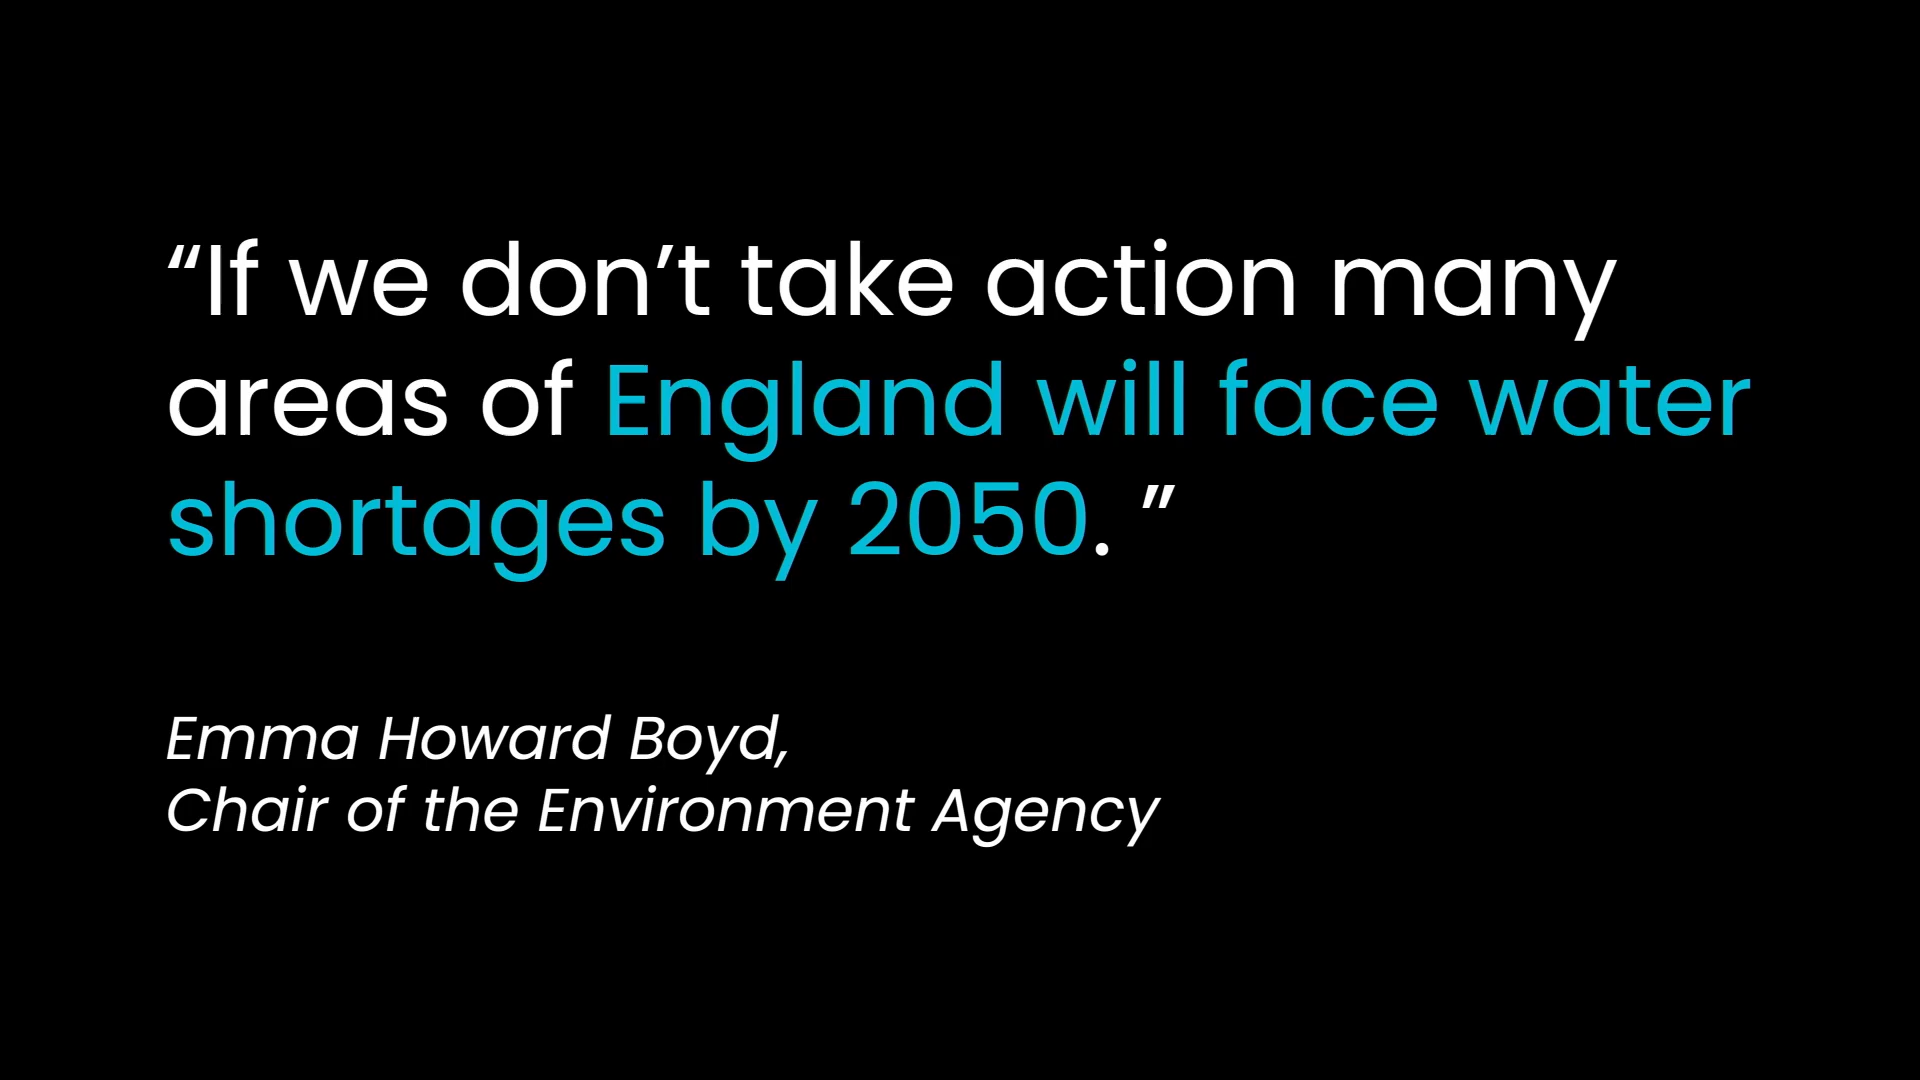 “If we don’t take action many
areas of England will face water
shortages by 2050. ”
Emma Howard Boyd,
Chair of the Environment Agency